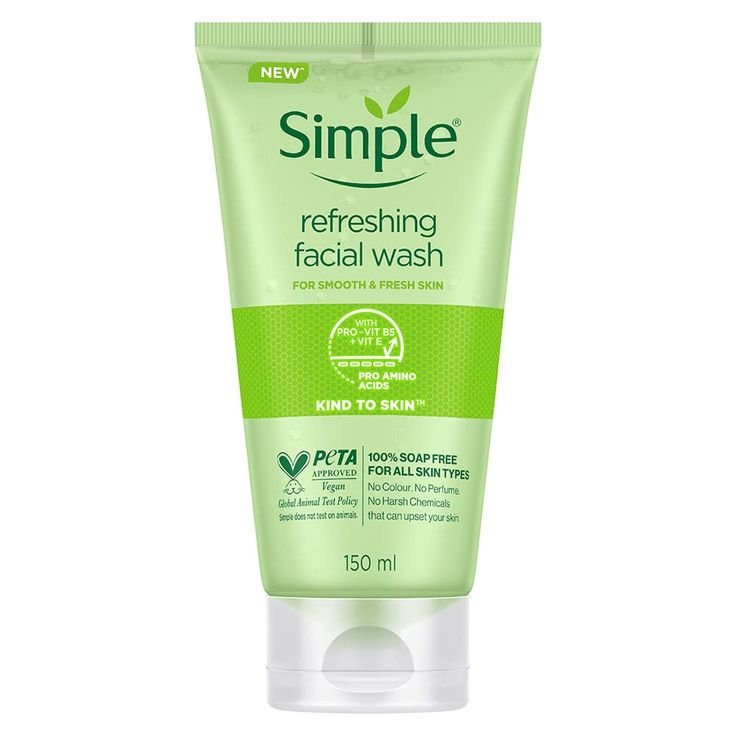 NEW^
Simple®
refreshing
facial wash
FOR SMOOTH & FRESH SKIN
WITH
PRO-VIT B5
+ VIT E
PRO AMINO
ACIDS
KIND TO SKIN™
PETA
APPROVED
Vegan
Global Animal Test Policy
Simple does not test on animals.
100% SOAP FREE
FOR ALL SKIN TYPES
No Colour. No Perfume.
No Harsh Chemicals
that can upset your skin.
150 ml